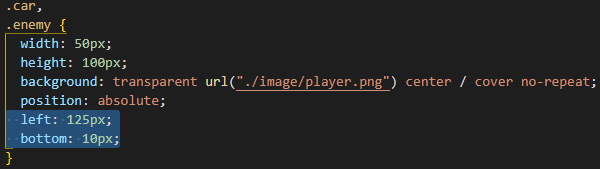 .car,
.enemy {
width: 50px;
height: 100px;
background: transparent url("./image/player.png") center / cover no-repeat;
position: absolute;
left: 125px;
bottom: 10px;
}